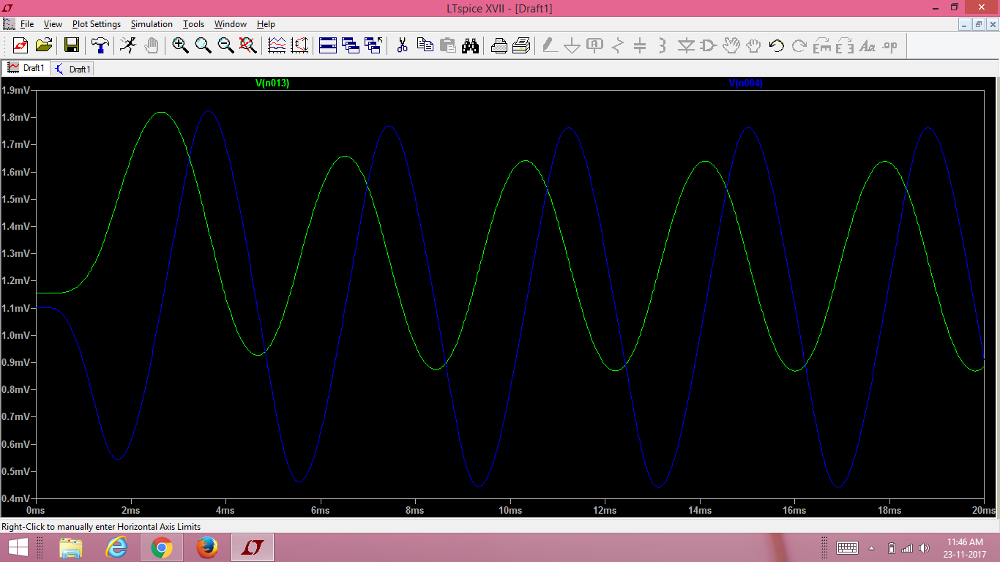 LTspice XVII - [Draft1]
File View Plot Settings Simulation Tools Window Help
Draft1 Draft1
V(n013) V(n004)
1.9mV
1.8mV
1.7mV
1.6mV
1.5mV
1.4mV
1.3mV
1.2mV
1.1mV
1.0mV
0.9mV
0.8mV
0.7mV
0.6mV
0.5mV
0.4mV
0ms 2ms 4ms 6ms 8ms 10ms 12ms 14ms 16ms 18ms 20ms
Right-Click to manually enter Horizontal Axis Limits
11:46 AM
23-11-2017